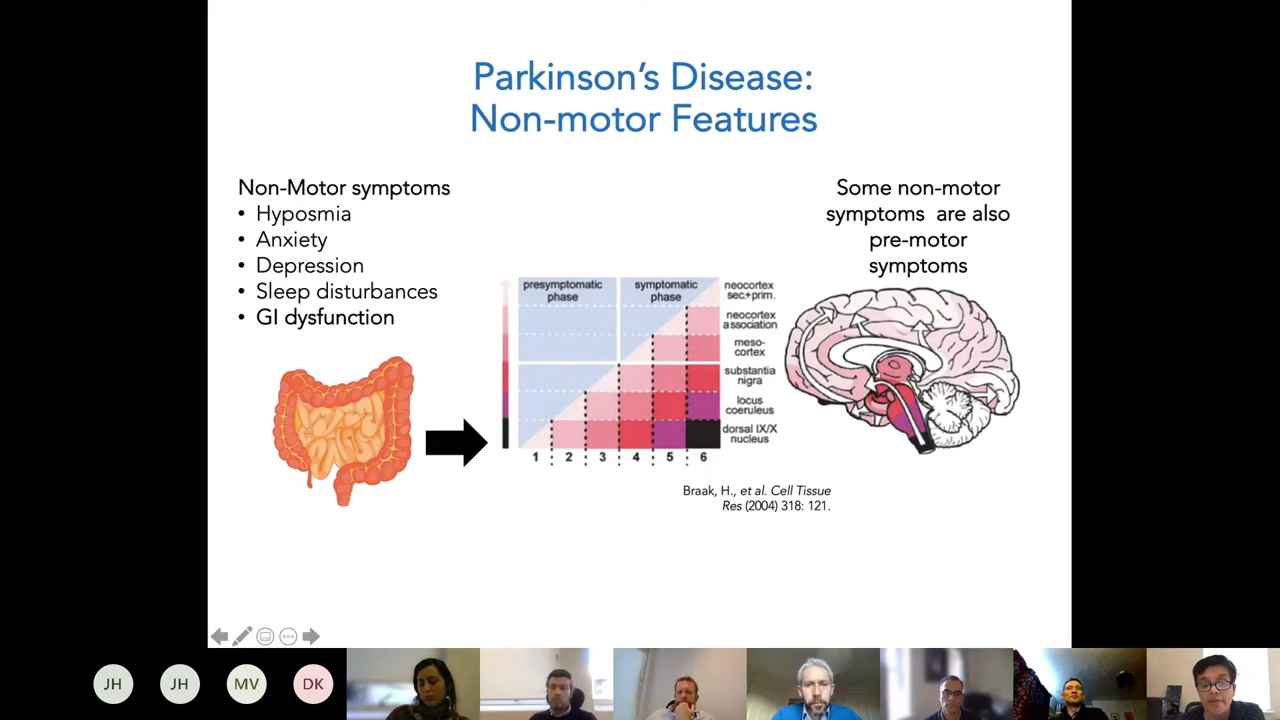 Parkinson's Disease:
Non-motor Features
Non-Motor symptoms
• Hyposmia
• Anxiety
• Depression
• Sleep disturbances
• GI dysfunction
Some non-motor
symptoms are also
pre-motor
symptoms
presymptomatic
phase
symptomatic
phase
neocortex
sec.+prim.
neocortex
association
meso-
cortex
substantia
nigra
locus
coeruleus
dorsal IX/X
nucleus
1 2 3 4 5 6
Braak, H., et al. Cell Tissue
Res (2004) 318: 121.
JH JH MV DK